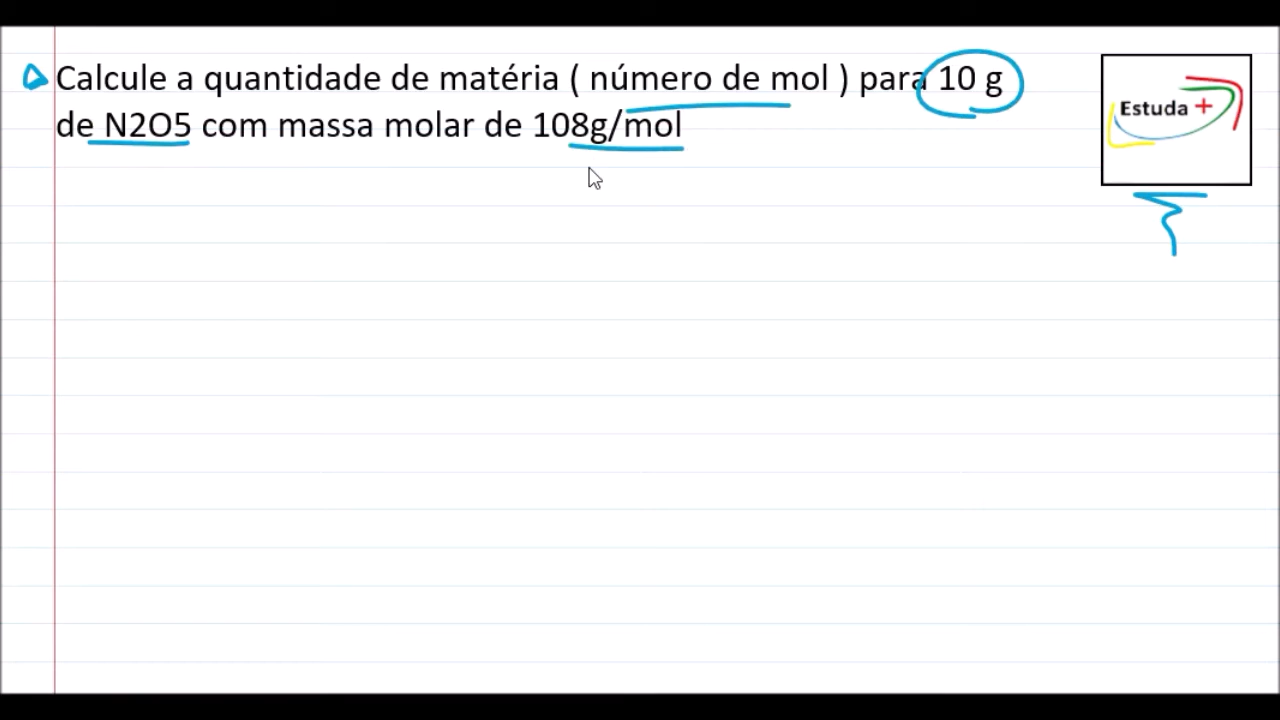 Calcule a quantidade de matéria ( número de mol ) para 10 g
de N2O5 com massa molar de 108g/mol
Estuda +